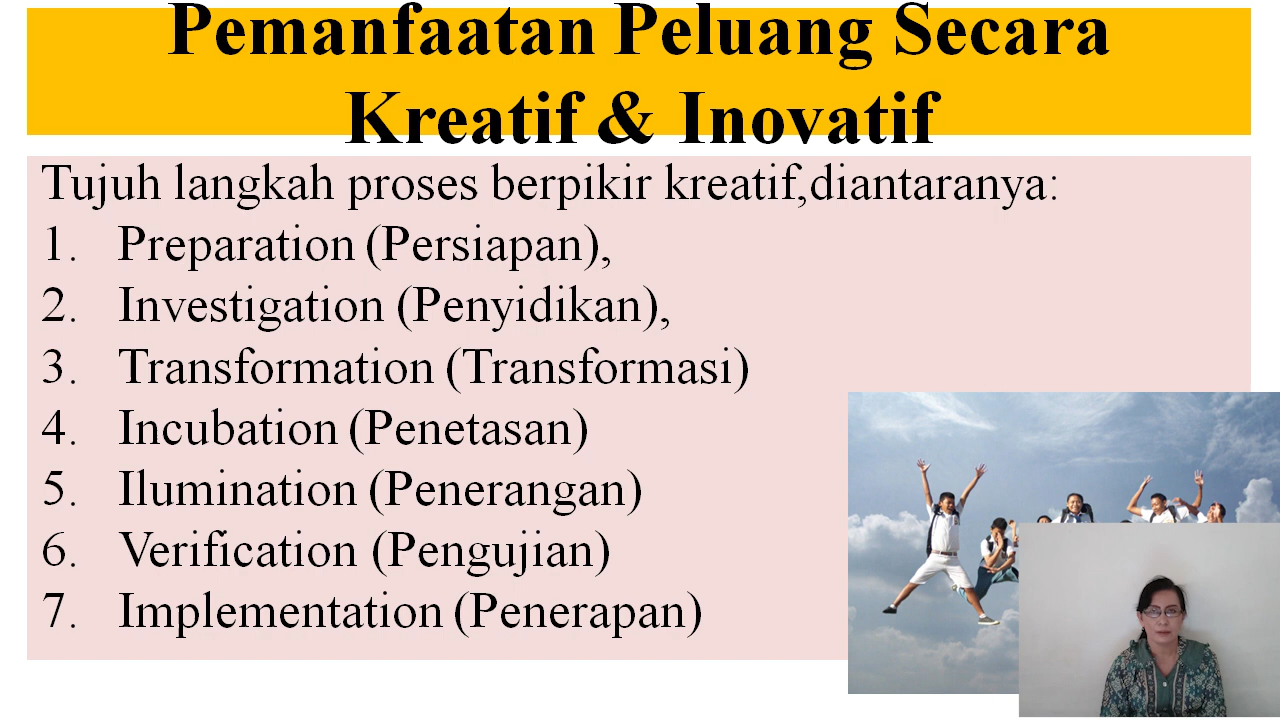 Pemanfaatan Peluang Secara
Kreatif & Inovatif
Tujuh langkah proses berpikir kreatif,diantaranya:
1. Preparation (Persiapan),
2. Investigation (Penyidikan),
3. Transformation (Transformasi)
4. Incubation (Penetasan)
5. Ilumination (Penerangan)
6. Verification (Pengujian)
7. Implementation (Penerapan)